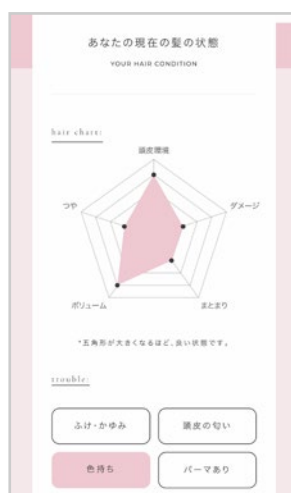 あなたの現在の髪の状態
YOUR HAIR CONDITION
hair chart:
頭皮環境
つや
ダメージ
ボリューム
まとまり
*五角形が大きくなるほど、良い状態です。
trouble:
ふけ・かゆみ
頭皮の匂い
色持ち
パーマあり